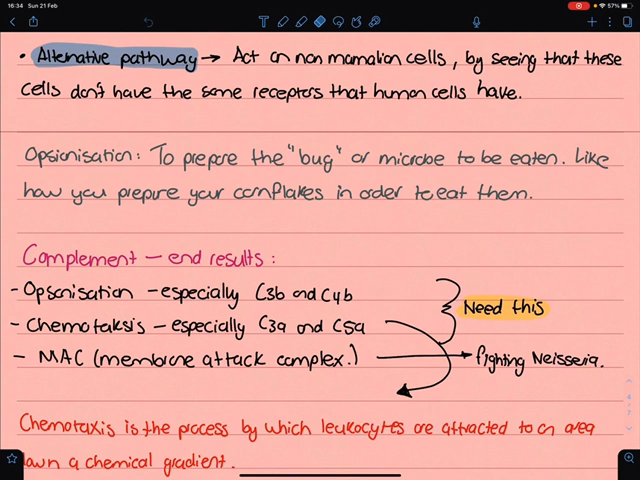 16:34 Sun 21 Feb 57%
• Alternative pathway → Act on non mamalian cells, by seeing that these
cells don't have the same receptors that human cells have.
Opsionisation: To prepare the "bug" or microbe to be eaten. Like
how you prepare your cornflakes in order to eat them.
Complement – end results:
- Opsonisation – especially C3b and C4b
Need this
- Chemotaksis – especially C3a and C5a
- MAC (membrane attack complex.) → fighting Neisseria.
Chemotaxis is the process by which leukocytes are attracted to an area
down a chemical gradient.